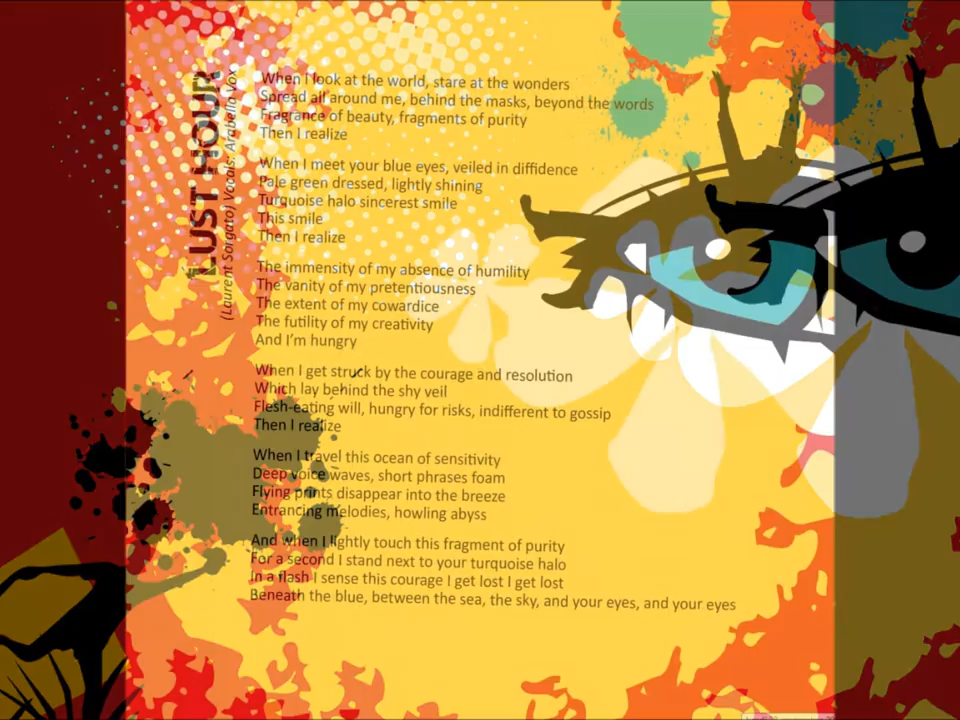 LUST HOUR
(Laurent Sorgato) Vocals: Arabella Vox
When I look at the world, stare at the wonders
Spread all around me, behind the masks, beyond the words
Fragrance of beauty, fragments of purity
Then I realize
When I meet your blue eyes, veiled in diffidence
Pale green dressed, lightly shining
Turquoise halo sincerest smile
This smile
Then I realize
The immensity of my absence of humility
The vanity of my pretentiousness
The extent of my cowardice
The futility of my creativity
And I'm hungry
When I get struck by the courage and resolution
Which lay behind the shy veil
Flesh-eating will, hungry for risks, indifferent to gossip
Then I realize
When I travel this ocean of sensitivity
Deep voice waves, short phrases foam
Flying prints disappear into the breeze
Entrancing melodies, howling abyss
And when I lightly touch this fragment of purity
For a second I stand next to your turquoise halo
In a flash I sense this courage I get lost I get lost
Beneath the blue, between the sea, the sky, and your eyes, and your eyes